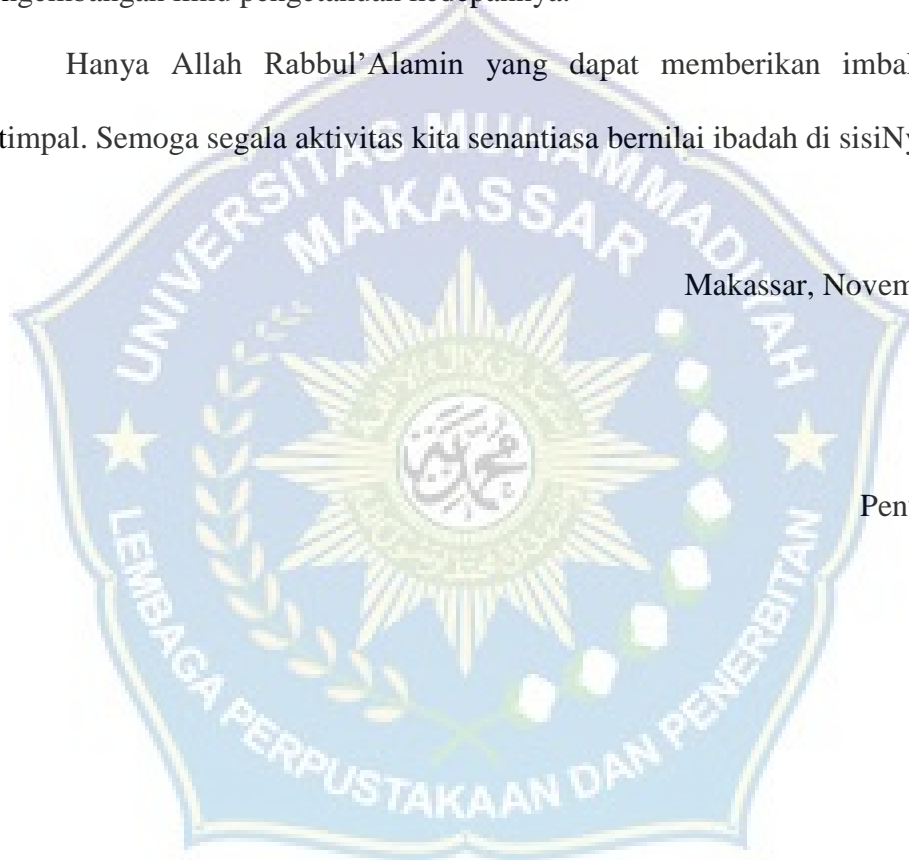 Hanya Allah Rabbul’Alamin yang dapat memberikan imbal
timpal. Semoga segala aktivitas kita senantiasa bernilai ibadah di sisiNy
UNIVERSITAS MUHAMMADIYAH
MAKASSAR
Makassar, Novem
Pen
LEMBAGA PERPUSTAKAAN DAN PENERBITAN